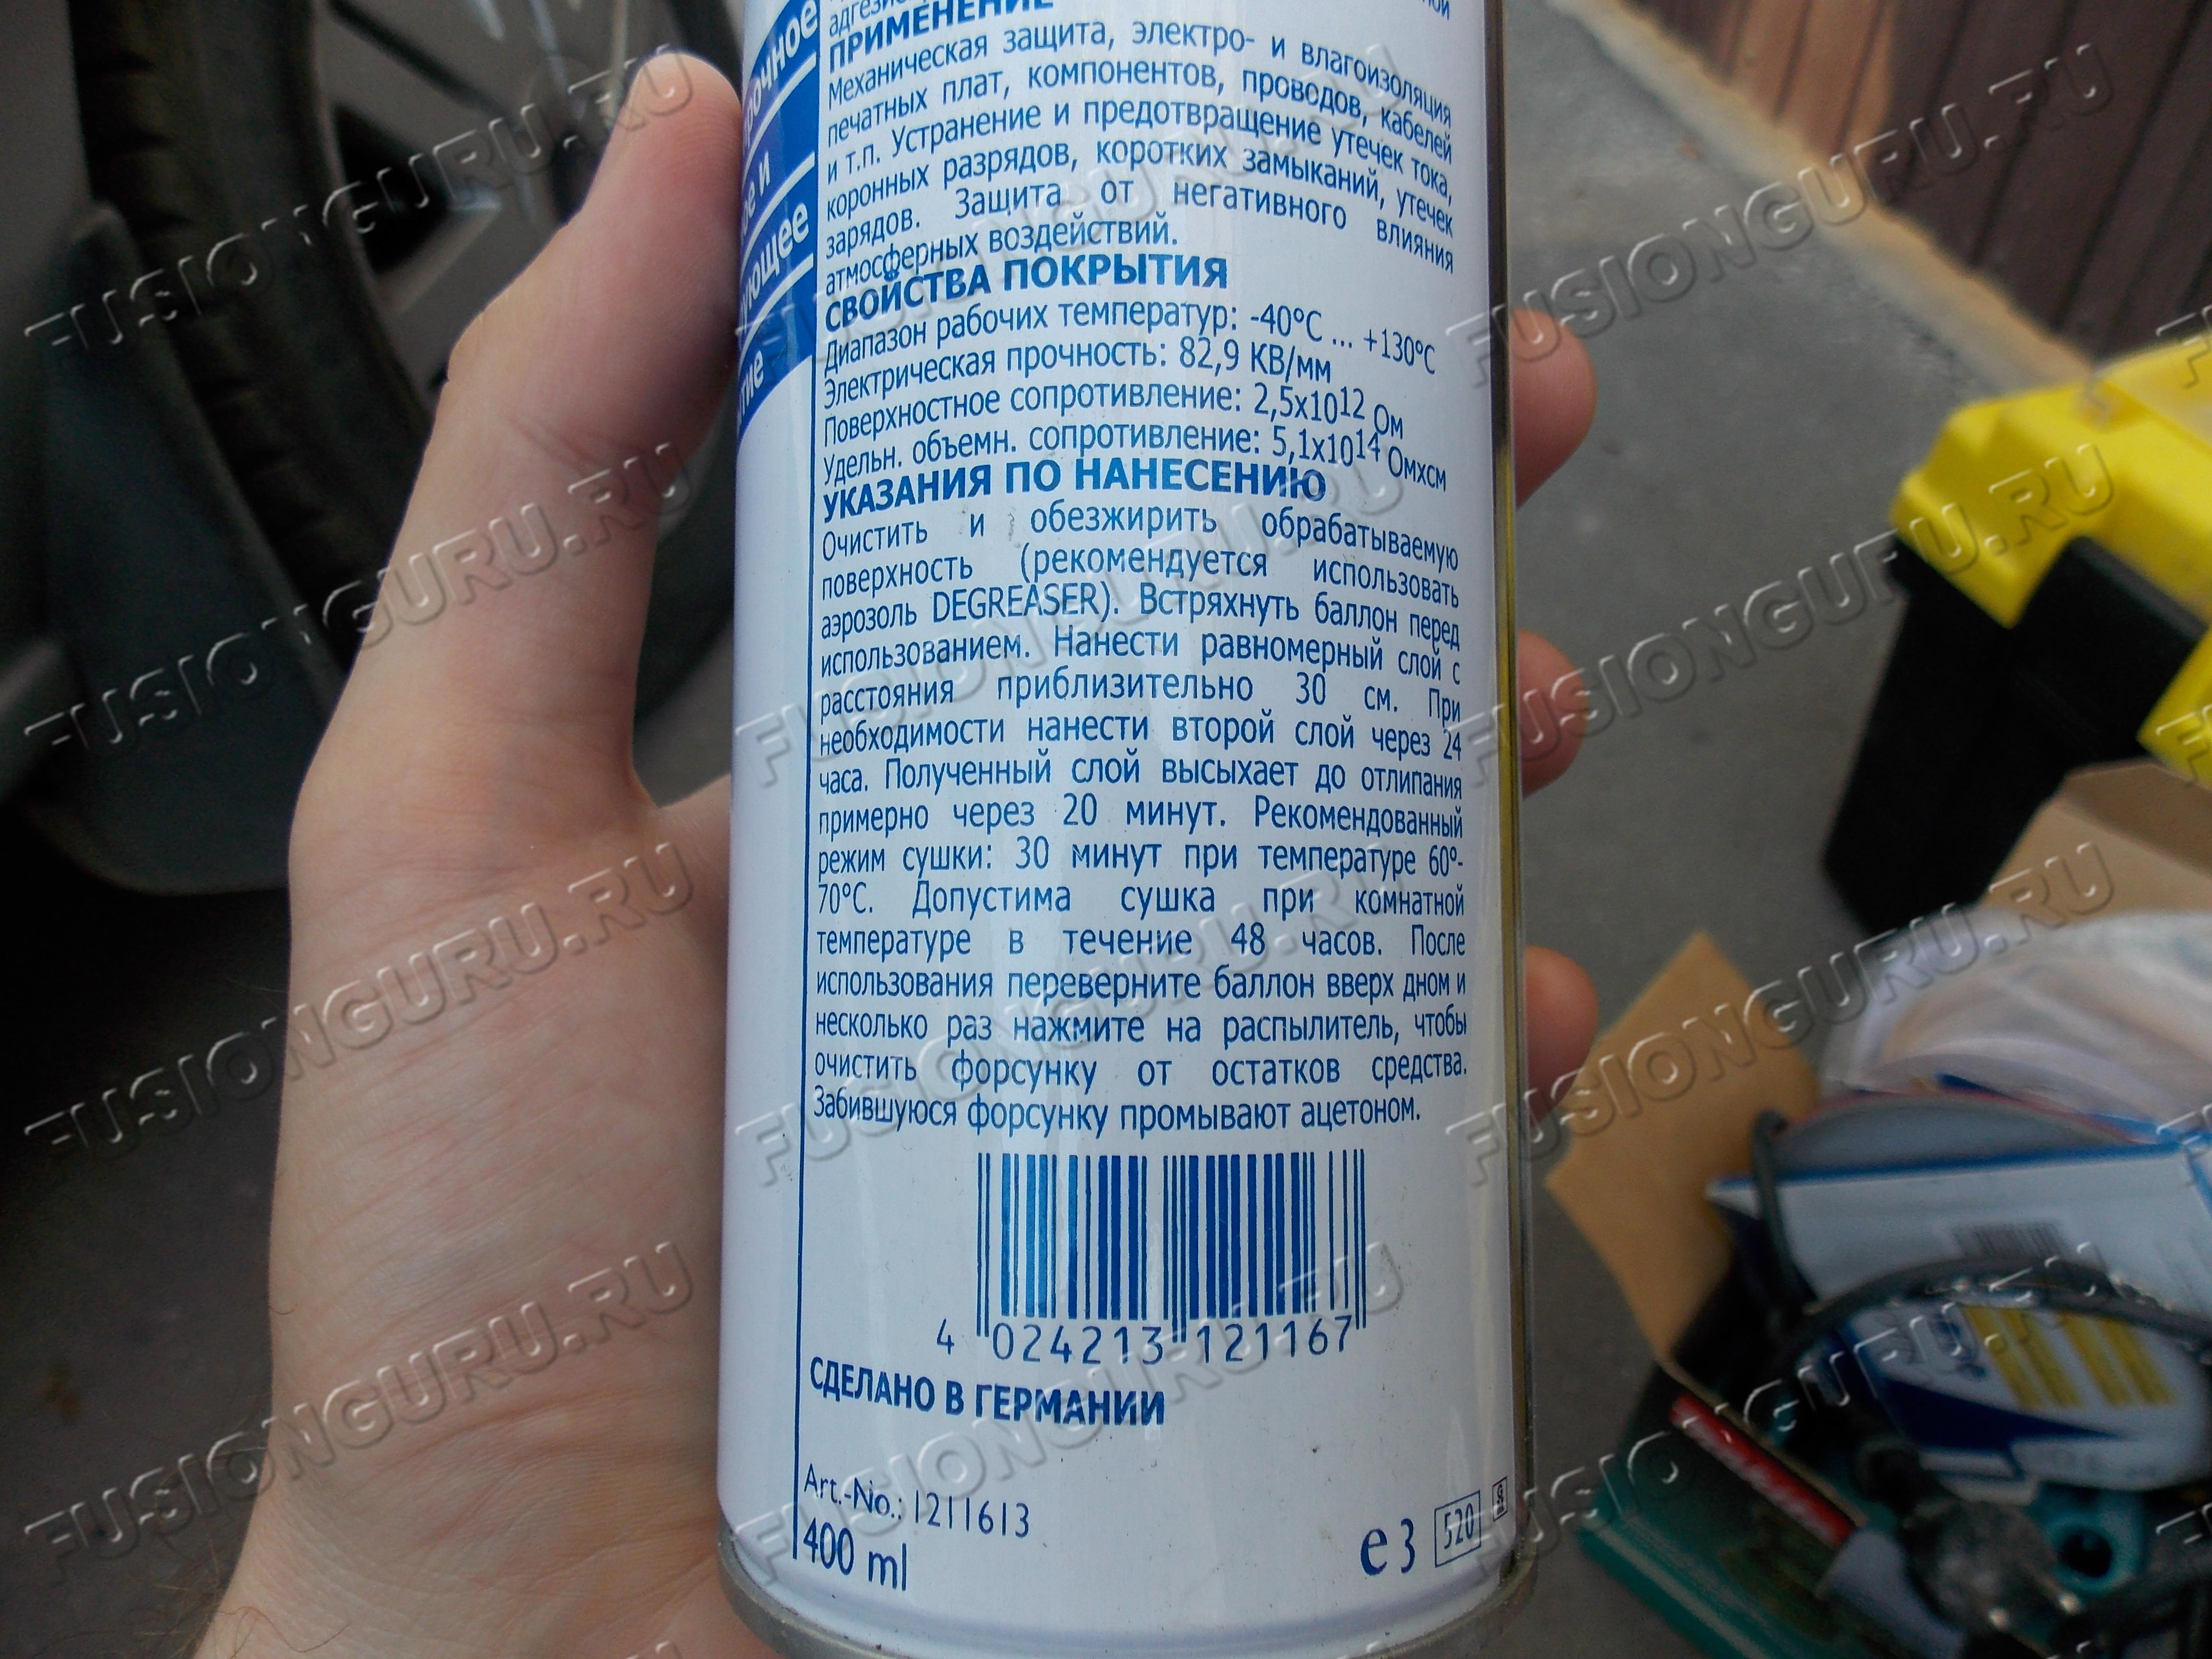 ПРИМЕНЕНИЕ
Механическая защита, электро- и влагоизоляция
печатных плат, компонентов, проводов, кабелей
и т.п. Устранение и предотвращение утечек тока,
коронных разрядов, коротких замыканий, утечек
зарядов. Защита от негативного влияния
атмосферных воздействий.
СВОЙСТВА ПОКРЫТИЯ
Диапазон рабочих температур: -40°C ... +130°C
Электрическая прочность: 82,9 КВ/мм
Поверхностное сопротивление: 2,5x10¹² Ом
Удельн. объемн. сопротивление: 5,1x10¹⁴ Омхсм
УКАЗАНИЯ ПО НАНЕСЕНИЮ
Очистить и обезжирить обрабатываемую
поверхность (рекомендуется использовать
аэрозоль DEGREASER). Встряхнуть баллон перед
использованием. Нанести равномерный слой с
расстояния приблизительно 30 см. При
необходимости нанести второй слой через 24
часа. Полученный слой высыхает до отлипания
примерно через 20 минут. Рекомендованный
режим сушки: 30 минут при температуре 60°-
70°C. Допустима сушка при комнатной
температуре в течение 48 часов. После
использования переверните баллон вверх дном и
несколько раз нажмите на распылитель, чтобы
очистить форсунку от остатков средства.
Забившуюся форсунку промывают ацетоном.
4 024213 121167
СДЕЛАНО В ГЕРМАНИИ
Art.-No.: 1211613
400 ml
e3 520
FUSIONGURU.RU